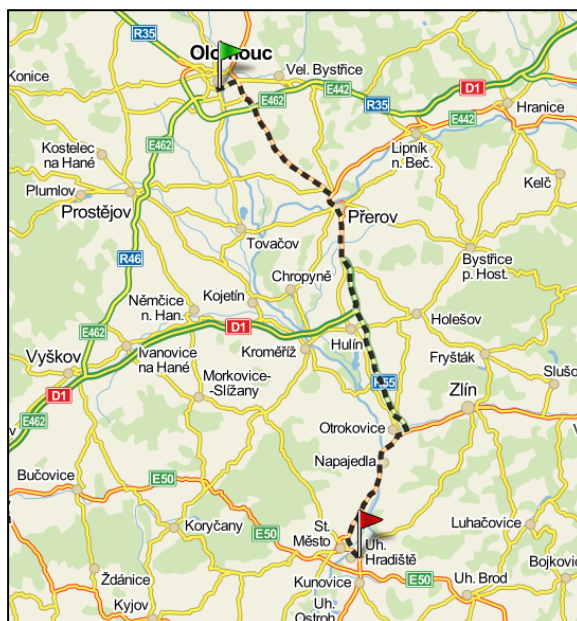 R35
Olomouc
Konice
Vel. Bystřice
D1
E462
E442
R35
Hranice
E442
E462
Lipník
n. Beč.
Kostelec
na Hané
Kelč
Plumlov
Prostějov
Přerov
Tovačov
R46
Bystřice
p. Host.
Chropyně
Němčice
n. Han.
Kojetín
Holešov
D1
E462
Hulín
Ivanovice
na Hané
Kroměříž
Vyškov
Fryšták
Morkovice-
-Slížany
R55
Zlín
D1
E462
Otrokovice
Napajedla
E50
Bučovice
Koryčany
St.
Město
Luhačovice
E50
Uh.
Hradiště
Ždánice
Kunovice
E50
Bojkovi
Uh. Brod
Uh.
Kyjov
Ostroh
Slušo